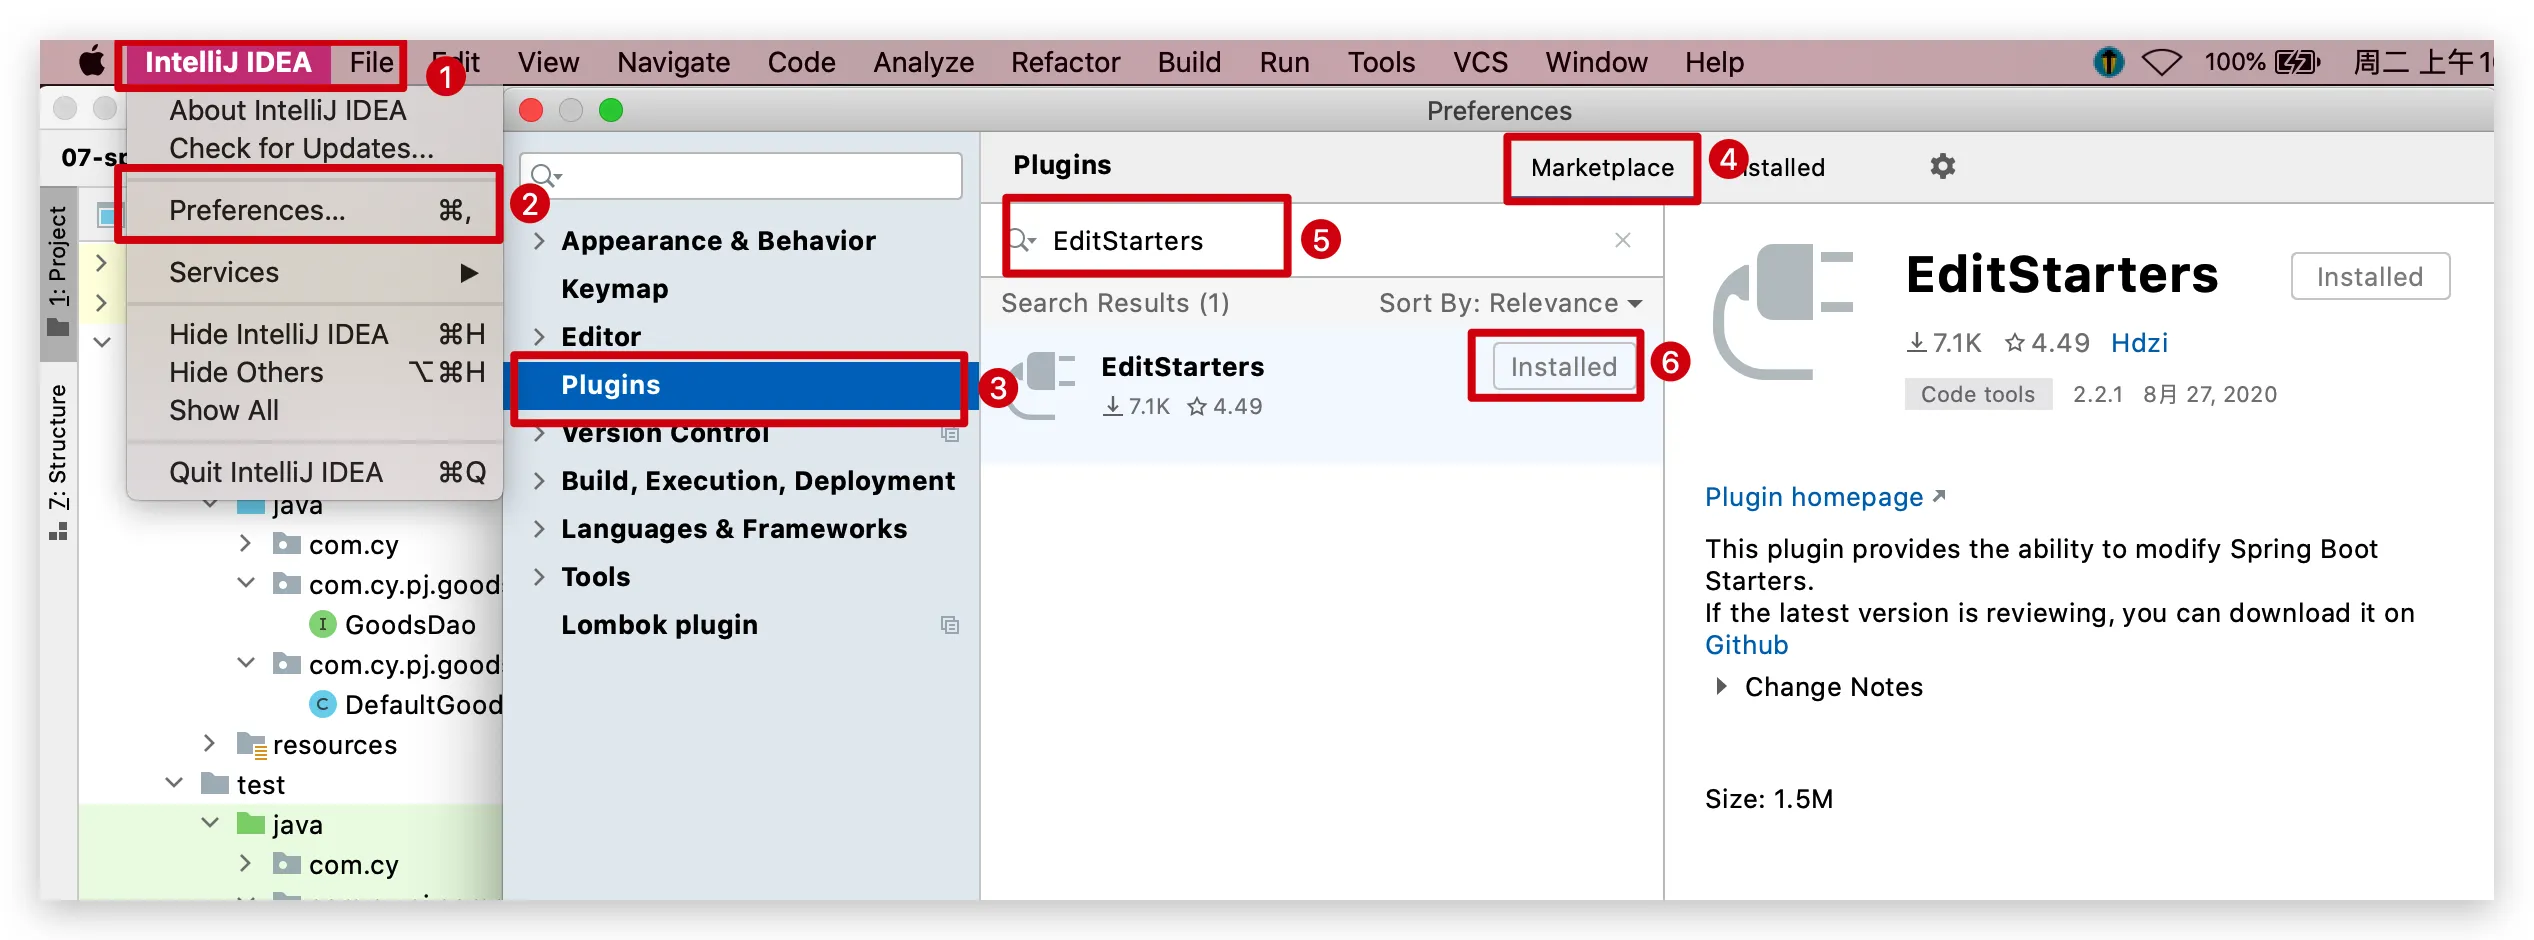 IntelliJ IDEA File Edit View Navigate Code Analyze Refactor Build Run Tools VCS Window Help 100% 周二 上午1
1
About IntelliJ IDEA
Check for Updates...
Preferences... ⌘,
2
Services ▶
Hide IntelliJ IDEA ⌘H
Hide Others ⌥⌘H
Show All
Quit IntelliJ IDEA ⌘Q
07-sp
1: Project
7: Structure
java
com.cy
com.cy.pj.goods
I GoodsDao
com.cy.pj.goods
C DefaultGood
resources
test
java
com.cy
Preferences
Appearance & Behavior
Keymap
Editor
Plugins
3
Version Control
Build, Execution, Deployment
Languages & Frameworks
Tools
Lombok plugin
Plugins Marketplace 4 Installed
EditStarters 5
Search Results (1) Sort By: Relevance
EditStarters Installed 6
7.1K 4.49
EditStarters Installed
7.1K 4.49 Hdzi
Code tools 2.2.1 8月 27, 2020
Plugin homepage
This plugin provides the ability to modify Spring Boot
Starters.
If the latest version is reviewing, you can download it on
Github
Change Notes
Size: 1.5M